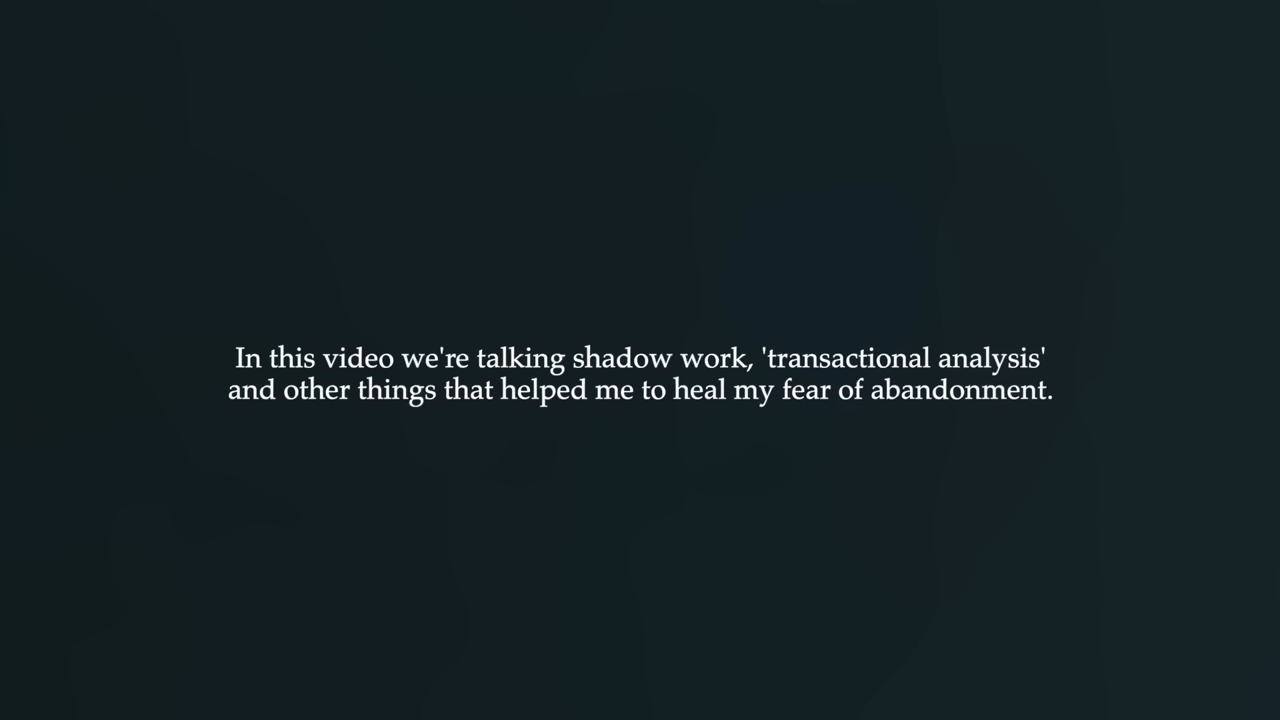 In this video we're talking shadow work, 'transactional analysis'
and other things that helped me to heal my fear of abandonment.